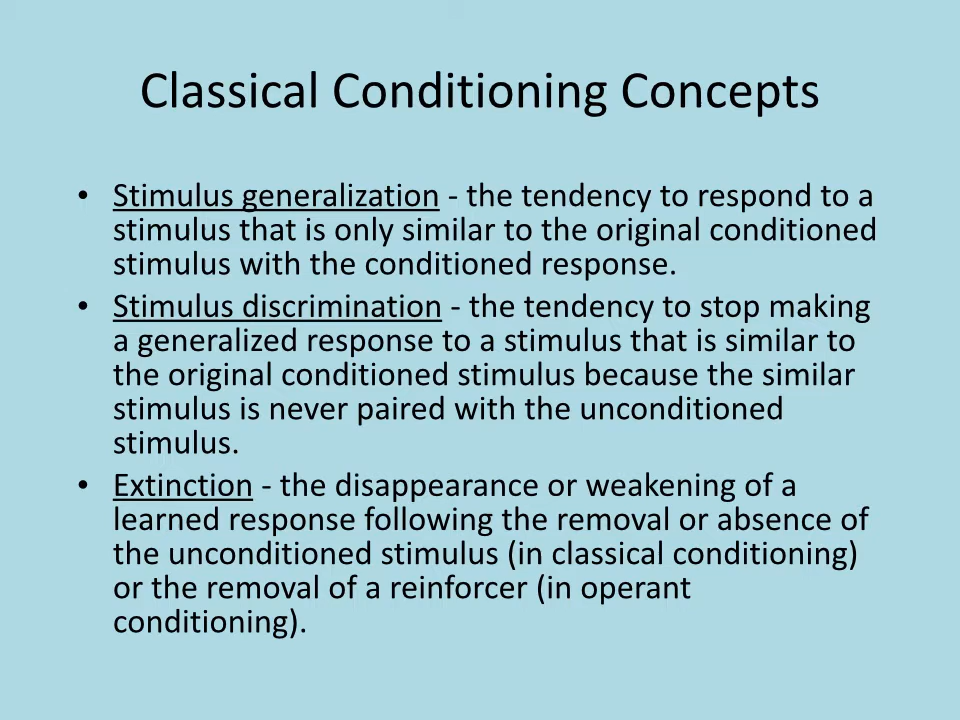 Classical Conditioning Concepts
• Stimulus generalization - the tendency to respond to a
stimulus that is only similar to the original conditioned
stimulus with the conditioned response.
• Stimulus discrimination - the tendency to stop making
a generalized response to a stimulus that is similar to
the original conditioned stimulus because the similar
stimulus is never paired with the unconditioned
stimulus.
• Extinction - the disappearance or weakening of a
learned response following the removal or absence of
the unconditioned stimulus (in classical conditioning)
or the removal of a reinforcer (in operant
conditioning).